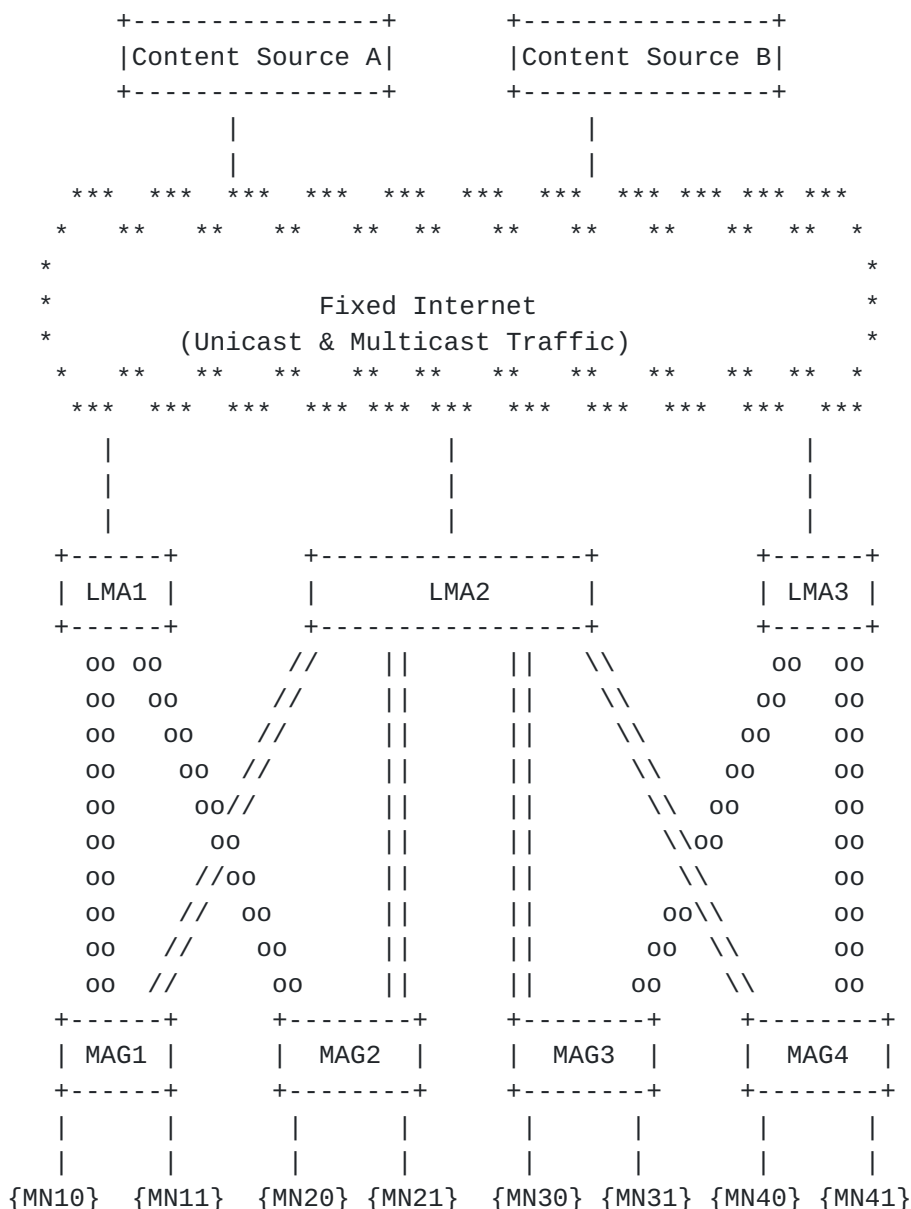 Content Source A Content Source B
Fixed Internet
(Unicast & Multicast Traffic)
LMA1 LMA2 LMA3
MAG1 MAG2 MAG3 MAG4
{MN10} {MN11} {MN20} {MN21} {MN30} {MN31} {MN40} {MN41}